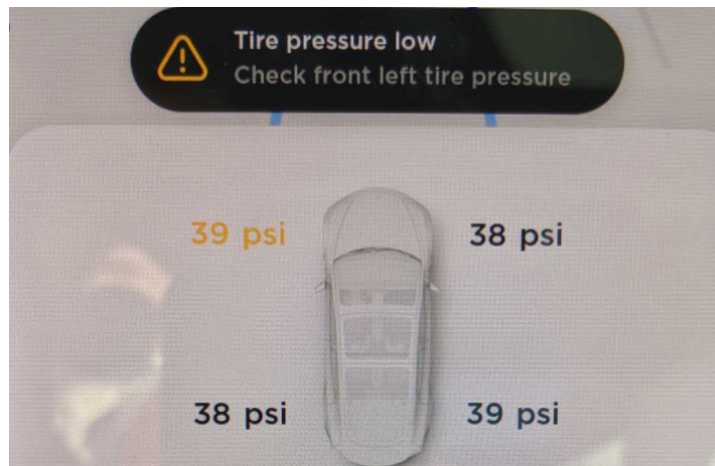 Tire pressure low
Check front left tire pressure
39 psi
38 psi
38 psi
39 psi